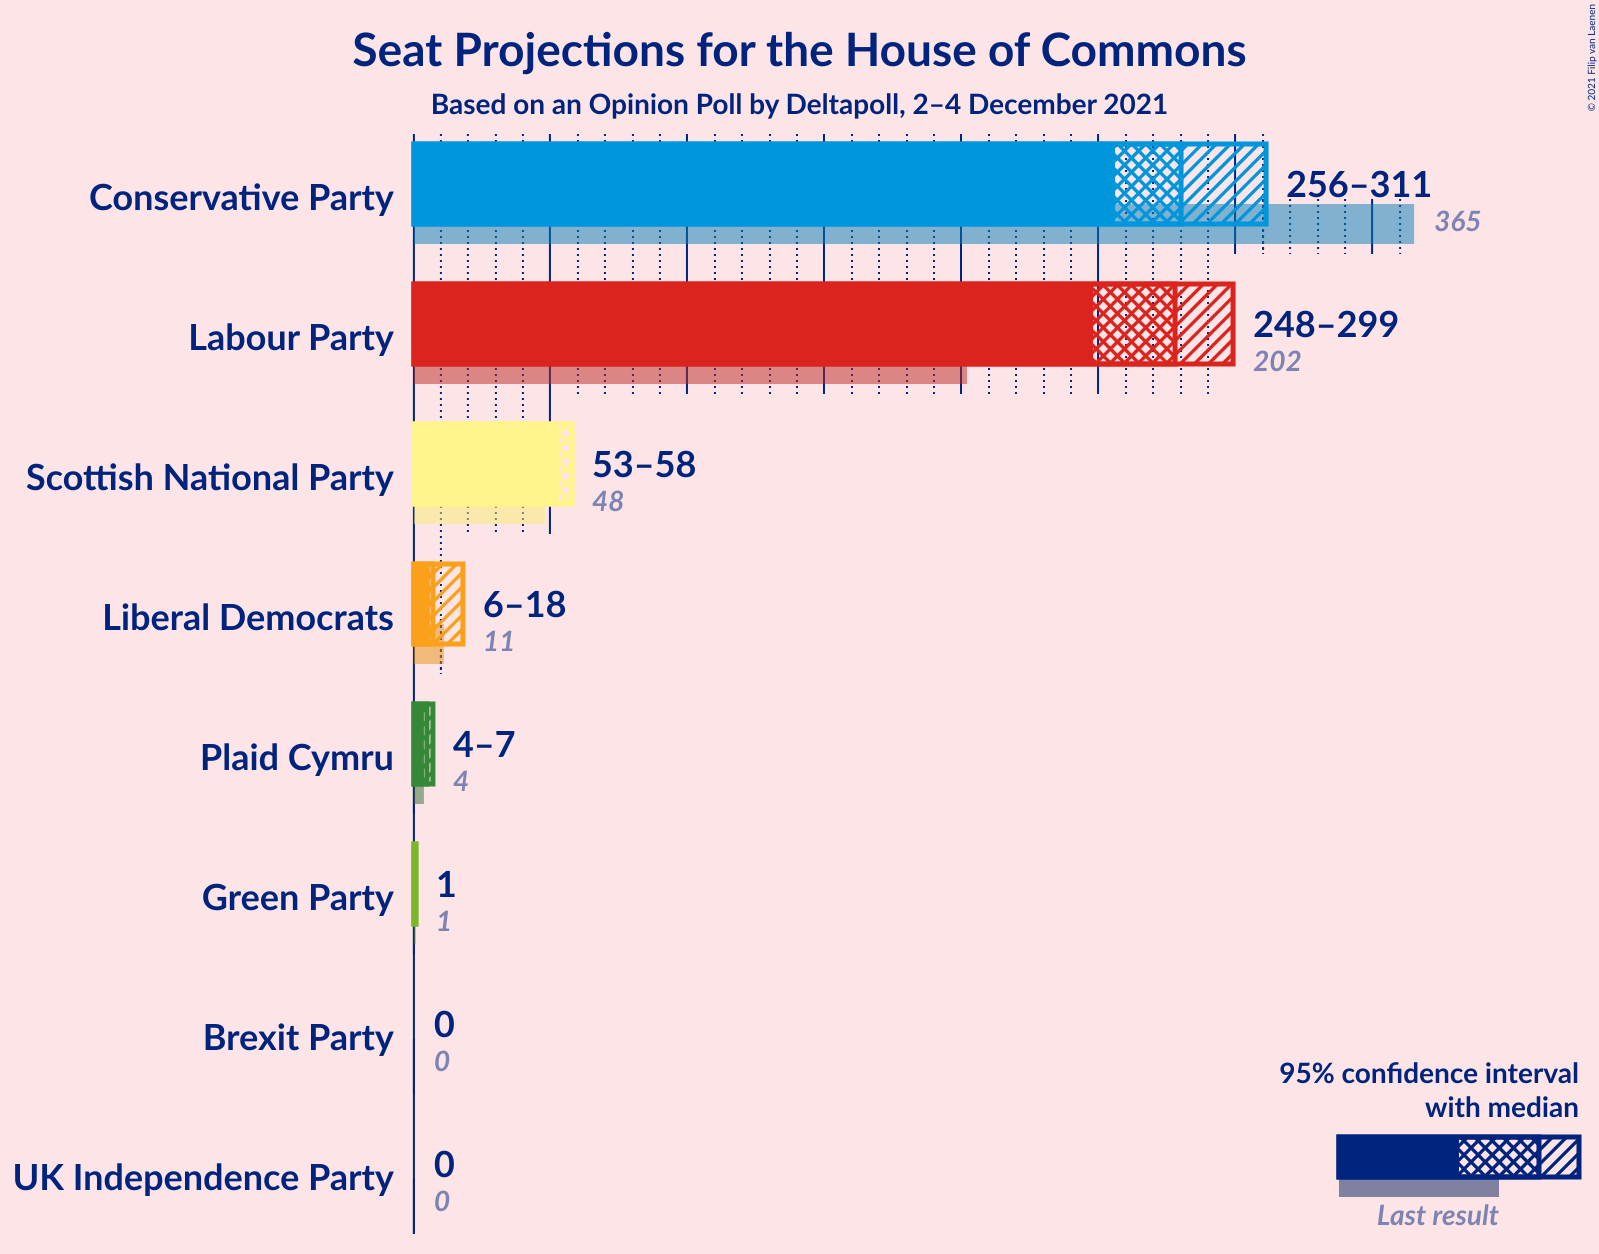 Seat Projections for the House of Commons
Based on an Opinion Poll by Deltapoll, 2–4 December 2021
© 2021 Filip van Laenen
Conservative Party
256–311
365
Labour Party
248–299
202
Scottish National Party
53–58
48
Liberal Democrats
6–18
11
Plaid Cymru
4–7
4
Green Party
1
1
Brexit Party
0
0
UK Independence Party
0
0
95% confidence interval
with median
Last result